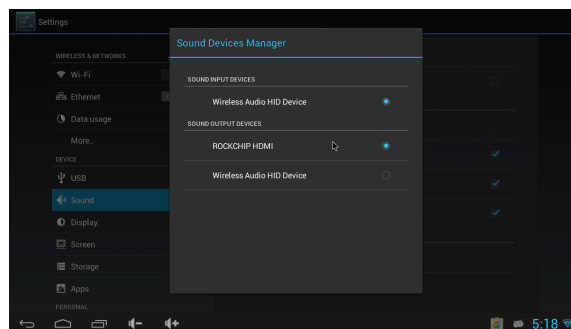 Settings
Sound Devices Manager
WIRELESS & NETWORKS
Wi-Fi
Ethernet
Data usage
More...
DEVICE
USB
Sound
Display
Screen
Storage
Apps
PERSONAL
SOUND INPUT DEVICES
Wireless Audio HID Device
SOUND OUTPUT DEVICES
ROCKCHIP HDMI
Wireless Audio HID Device
5:18